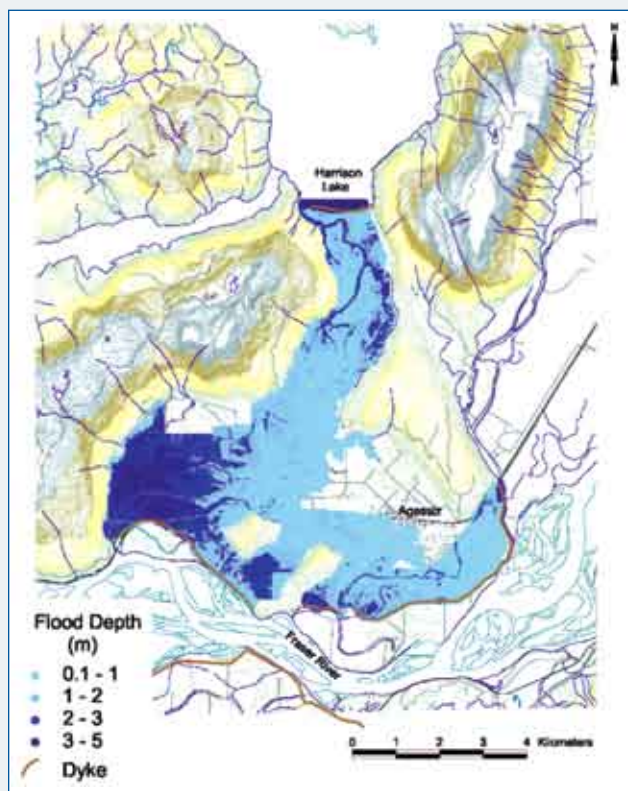 N
Harrison
Lake
Agassiz
Fraser River
Flood Depth
(m)
0.1 - 1
1 - 2
2 - 3
3 - 5
Dyke
0 1 2 3 4 Kilometers